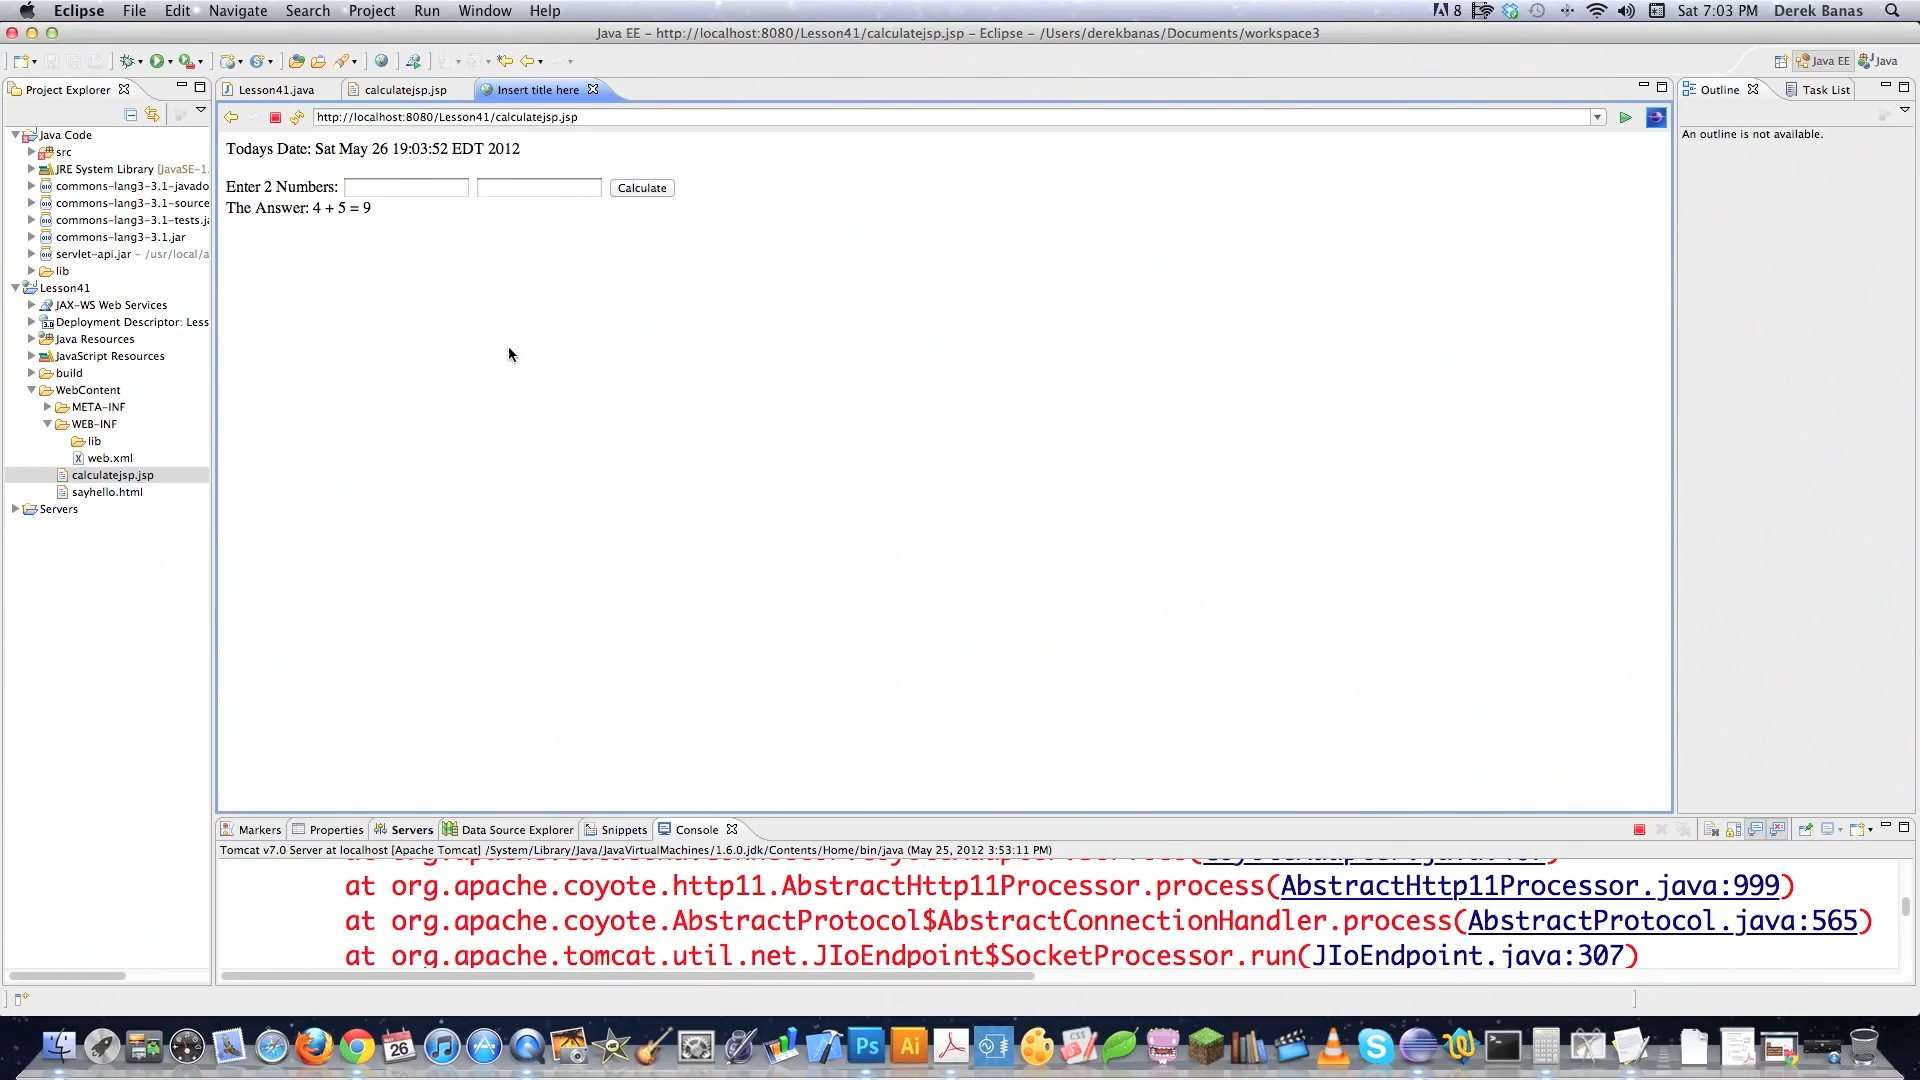 Eclipse File Edit Navigate Search Project Run Window Help 8 Sat 7:03 PM Derek Banas
Java EE – http://localhost:8080/Lesson41/calculatejsp.jsp – Eclipse – /Users/derekbanas/Documents/workspace3
Java EE Java
Project Explorer
Lesson41.java calculatejsp.jsp Insert title here
Outline Task List
http://localhost:8080/Lesson41/calculatejsp.jsp
An outline is not available.
Java Code
src
JRE System Library [JavaSE-1.
commons-lang3-3.1-javado
commons-lang3-3.1-source
commons-lang3-3.1-tests.ja
commons-lang3-3.1.jar
servlet-api.jar – /usr/local/a
lib
Lesson41
JAX-WS Web Services
Deployment Descriptor: Less
Java Resources
JavaScript Resources
build
WebContent
META-INF
WEB-INF
lib
web.xml
calculatejsp.jsp
sayhello.html
Servers
Todays Date: Sat May 26 19:03:52 EDT 2012
Enter 2 Numbers: Calculate
The Answer: 4 + 5 = 9
Markers Properties Servers Data Source Explorer Snippets Console
Tomcat v7.0 Server at localhost [Apache Tomcat] /System/Library/Java/JavaVirtualMachines/1.6.0.jdk/Contents/Home/bin/java (May 25, 2012 3:53:11 PM)
at org.apache.coyote.http11.AbstractHttp11Processor.process(AbstractHttp11Processor.java:999)
at org.apache.coyote.AbstractProtocol$AbstractConnectionHandler.process(AbstractProtocol.java:565)
at org.apache.tomcat.util.net.JIoEndpoint$SocketProcessor.run(JIoEndpoint.java:307)
26 Ps Ai